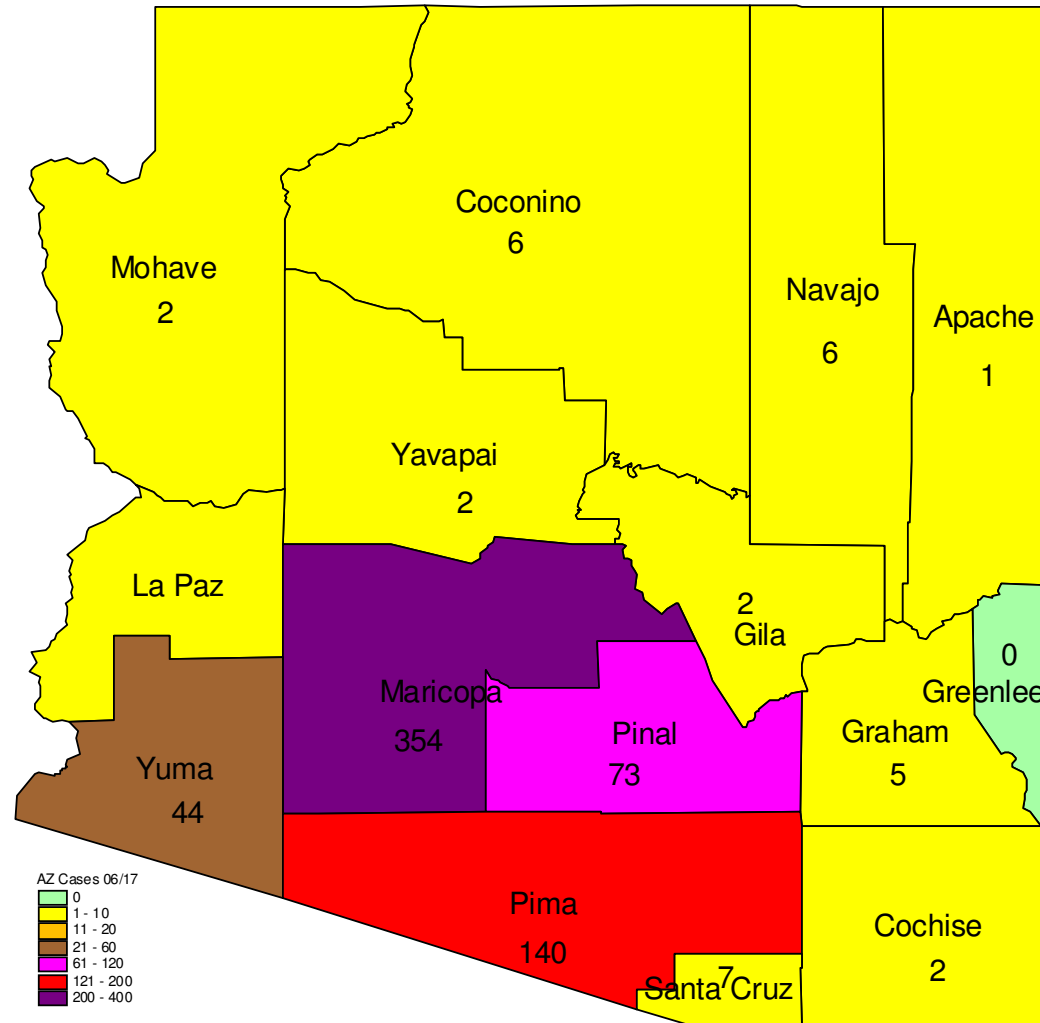 Coconino
6
Mohave
2
Navajo
6
Apache
1
Yavapai
2
La Paz
2
Gila
0
Greenlee
Maricopa
354
Pinal
73
Graham
5
Yuma
44
Pima
140
Cochise
2
7
Santa Cruz
AZ Cases 06/17
0
1 - 10
11 - 20
21 - 60
61 - 120
121 - 200
200 - 400